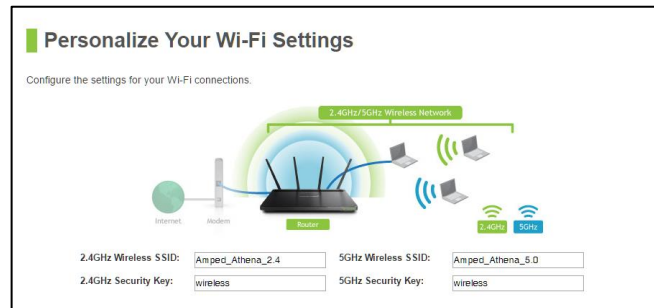 Personalize Your Wi-Fi Settings
Configure the settings for your Wi-Fi connections.
2.4GHz/5GHz Wireless Network
Internet
Modem
Router
2.4GHz
5GHz
2.4GHz Wireless SSID: Amped_Athena_2.4 5GHz Wireless SSID: Amped_Athena_5.0
2.4GHz Security Key: wireless 5GHz Security Key: wireless